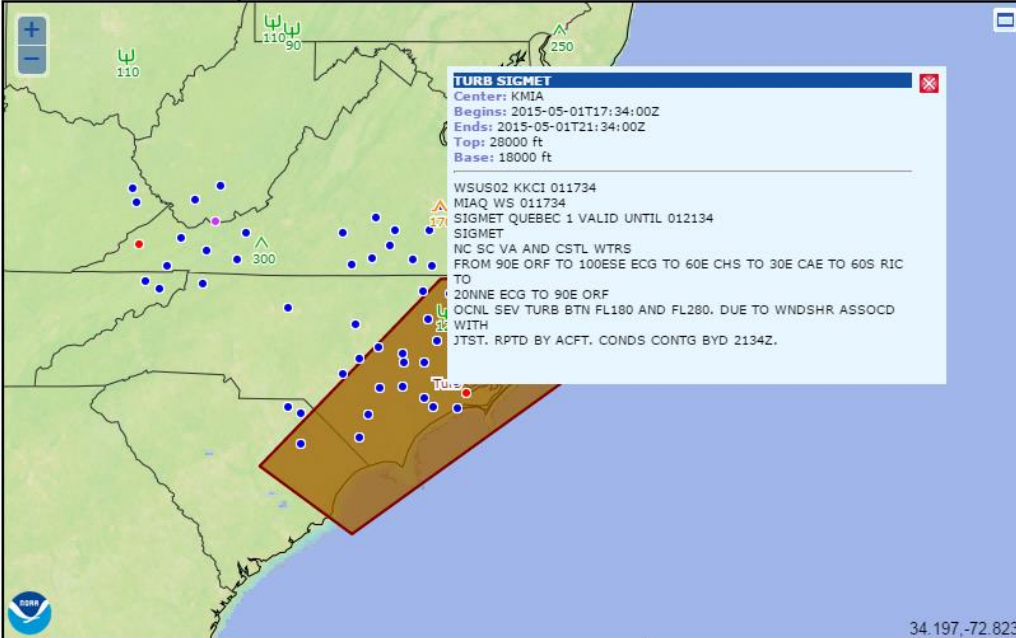 +
−
110
110
90
250
TURB SIGMET
Center: KMIA
Begins: 2015-05-01T17:34:00Z
Ends: 2015-05-01T21:34:00Z
Top: 28000 ft
Base: 18000 ft
WSUS02 KKCI 011734
MIAQ WS 011734
SIGMET QUEBEC 1 VALID UNTIL 012134
SIGMET
NC SC VA AND CSTL WTRS
FROM 90E ORF TO 100ESE ECG TO 60E CHS TO 30E CAE TO 60S RIC
TO
20NNE ECG TO 90E ORF
OCNL SEV TURB BTN FL180 AND FL280. DUE TO WNDSHR ASSOCD
WITH
JTST. RPTD BY ACFT. CONDS CONTG BYD 2134Z.
300
NOAA
34.197,-72.823